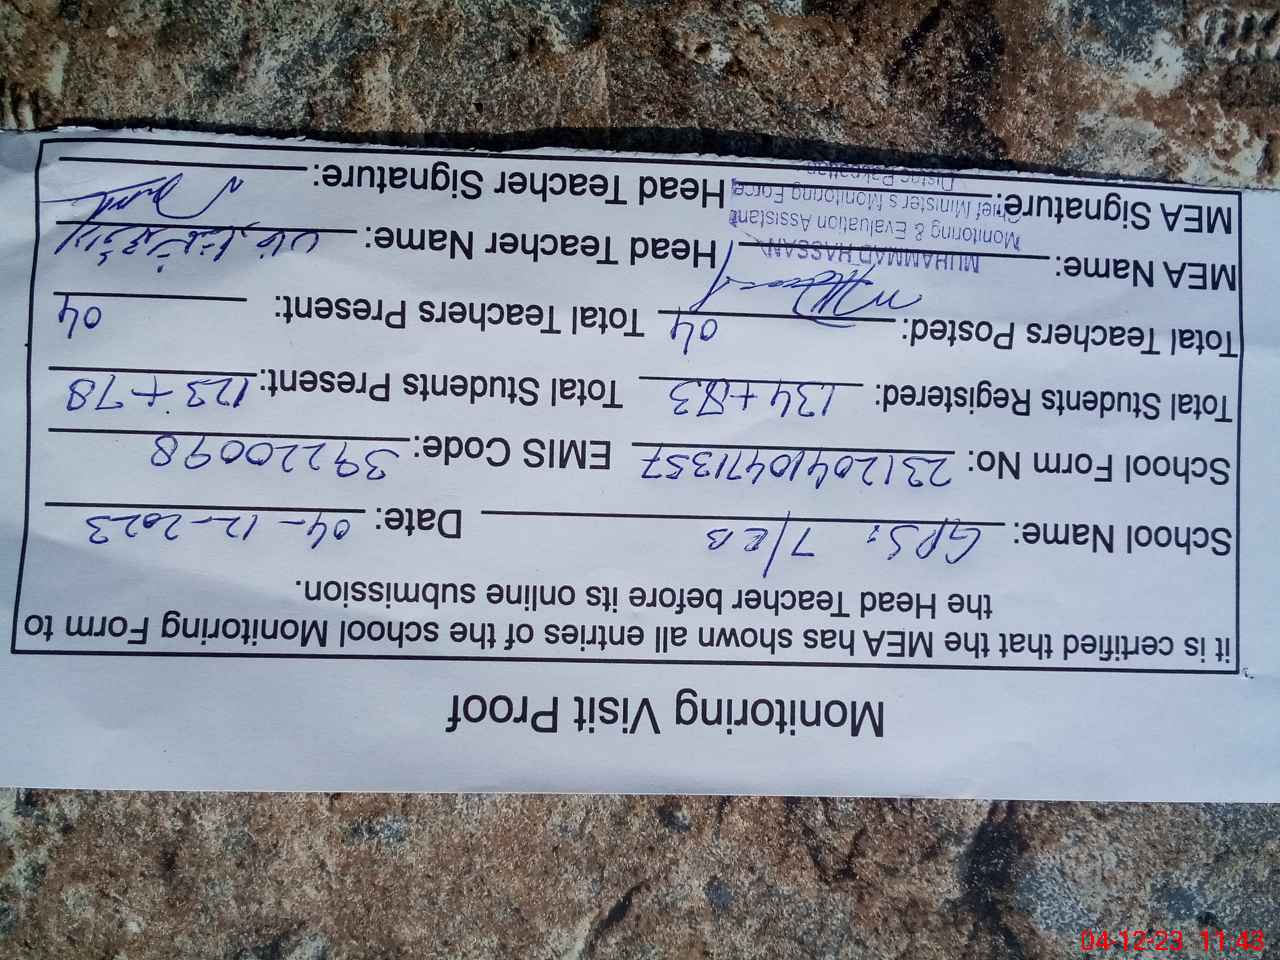 Monitoring Visit Proof
it is certified that the MEA has shown all entries of the school Monitoring Form to
the Head Teacher before its online submission.
School Name: GPS: 7/EB Date: 04-12-2023
School Form No: 23120410471357 EMIS Code: 39220098
Total Students Registered: 134+83 Total Students Present: 123+78
Total Teachers Posted: 04 Total Teachers Present: 04
MEA Name: MUHAMMAD HASSAN Head Teacher Name:
Monitoring & Evaluation Assistant
Chief Minister's Monitoring Force
MEA Signature: Head Teacher Signature:
Distt: Pakpattan
04-12-23 11:43